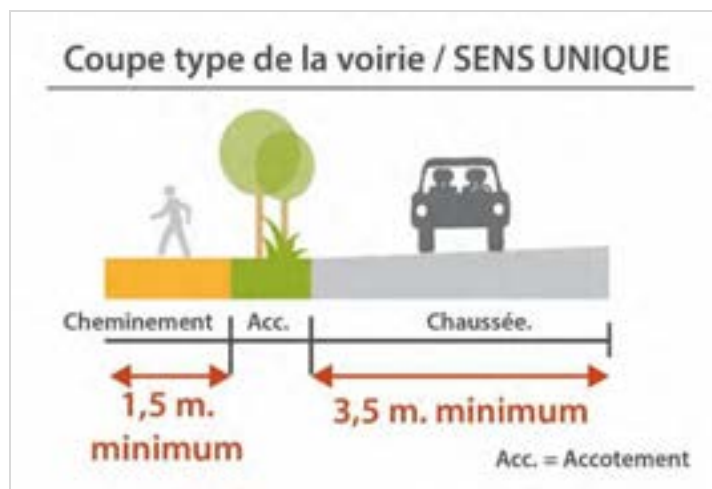 Coupe type de la voirie / SENS UNIQUE
Cheminement Acc. Chaussée.
1,5 m. minimum
3,5 m. minimum
Acc. = Accotement